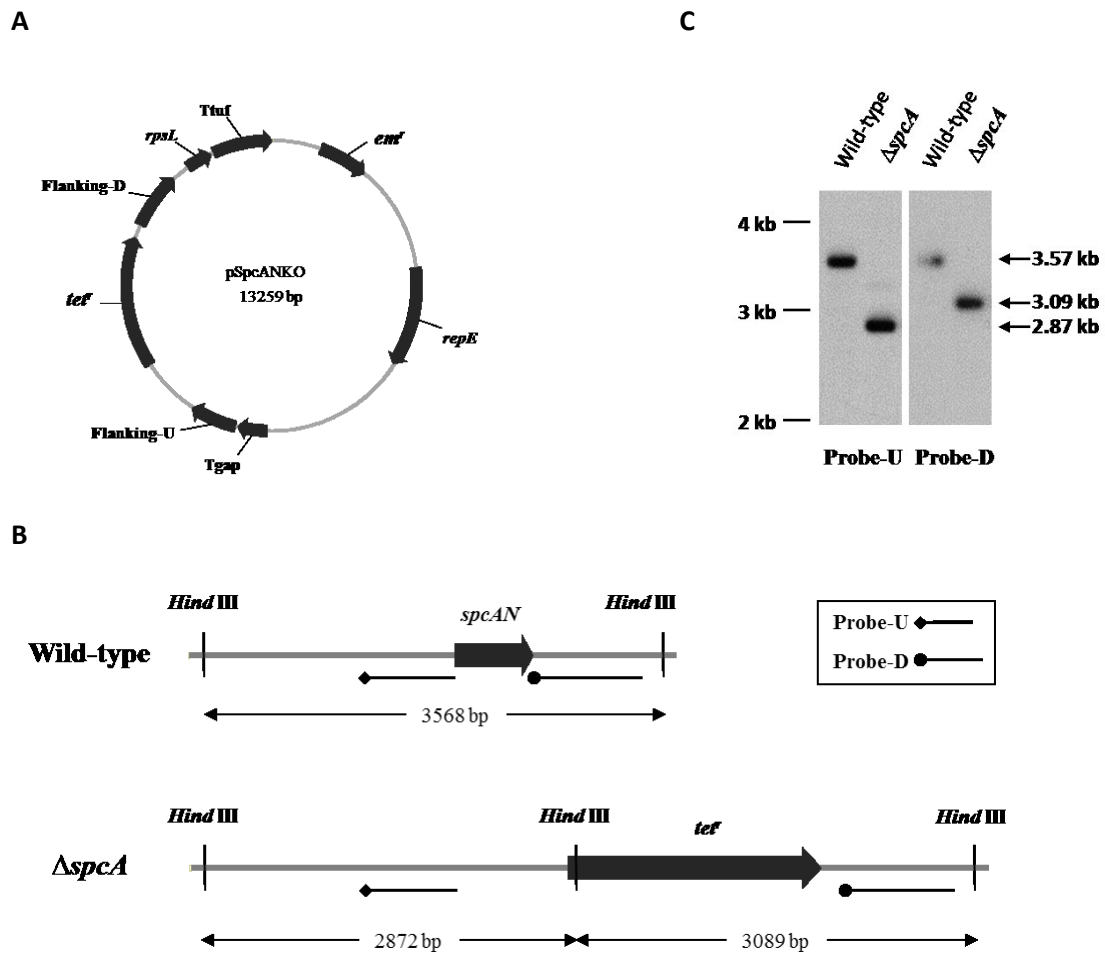 A
Ttuf
rpsL
emʳ
Flanking-D
pSpcANKO
13259 bp
tetʳ
repE
Flanking-U
Tgap
C
Wild-type
ΔspcA
Wild-type
ΔspcA
4 kb
3.57 kb
3 kb
3.09 kb
2.87 kb
2 kb
Probe-U
Probe-D
B
Hind III
spcAN
Hind III
Wild-type
3568 bp
Probe-U
Probe-D
Hind III
Hind III
tetʳ
Hind III
ΔspcA
2872 bp
3089 bp